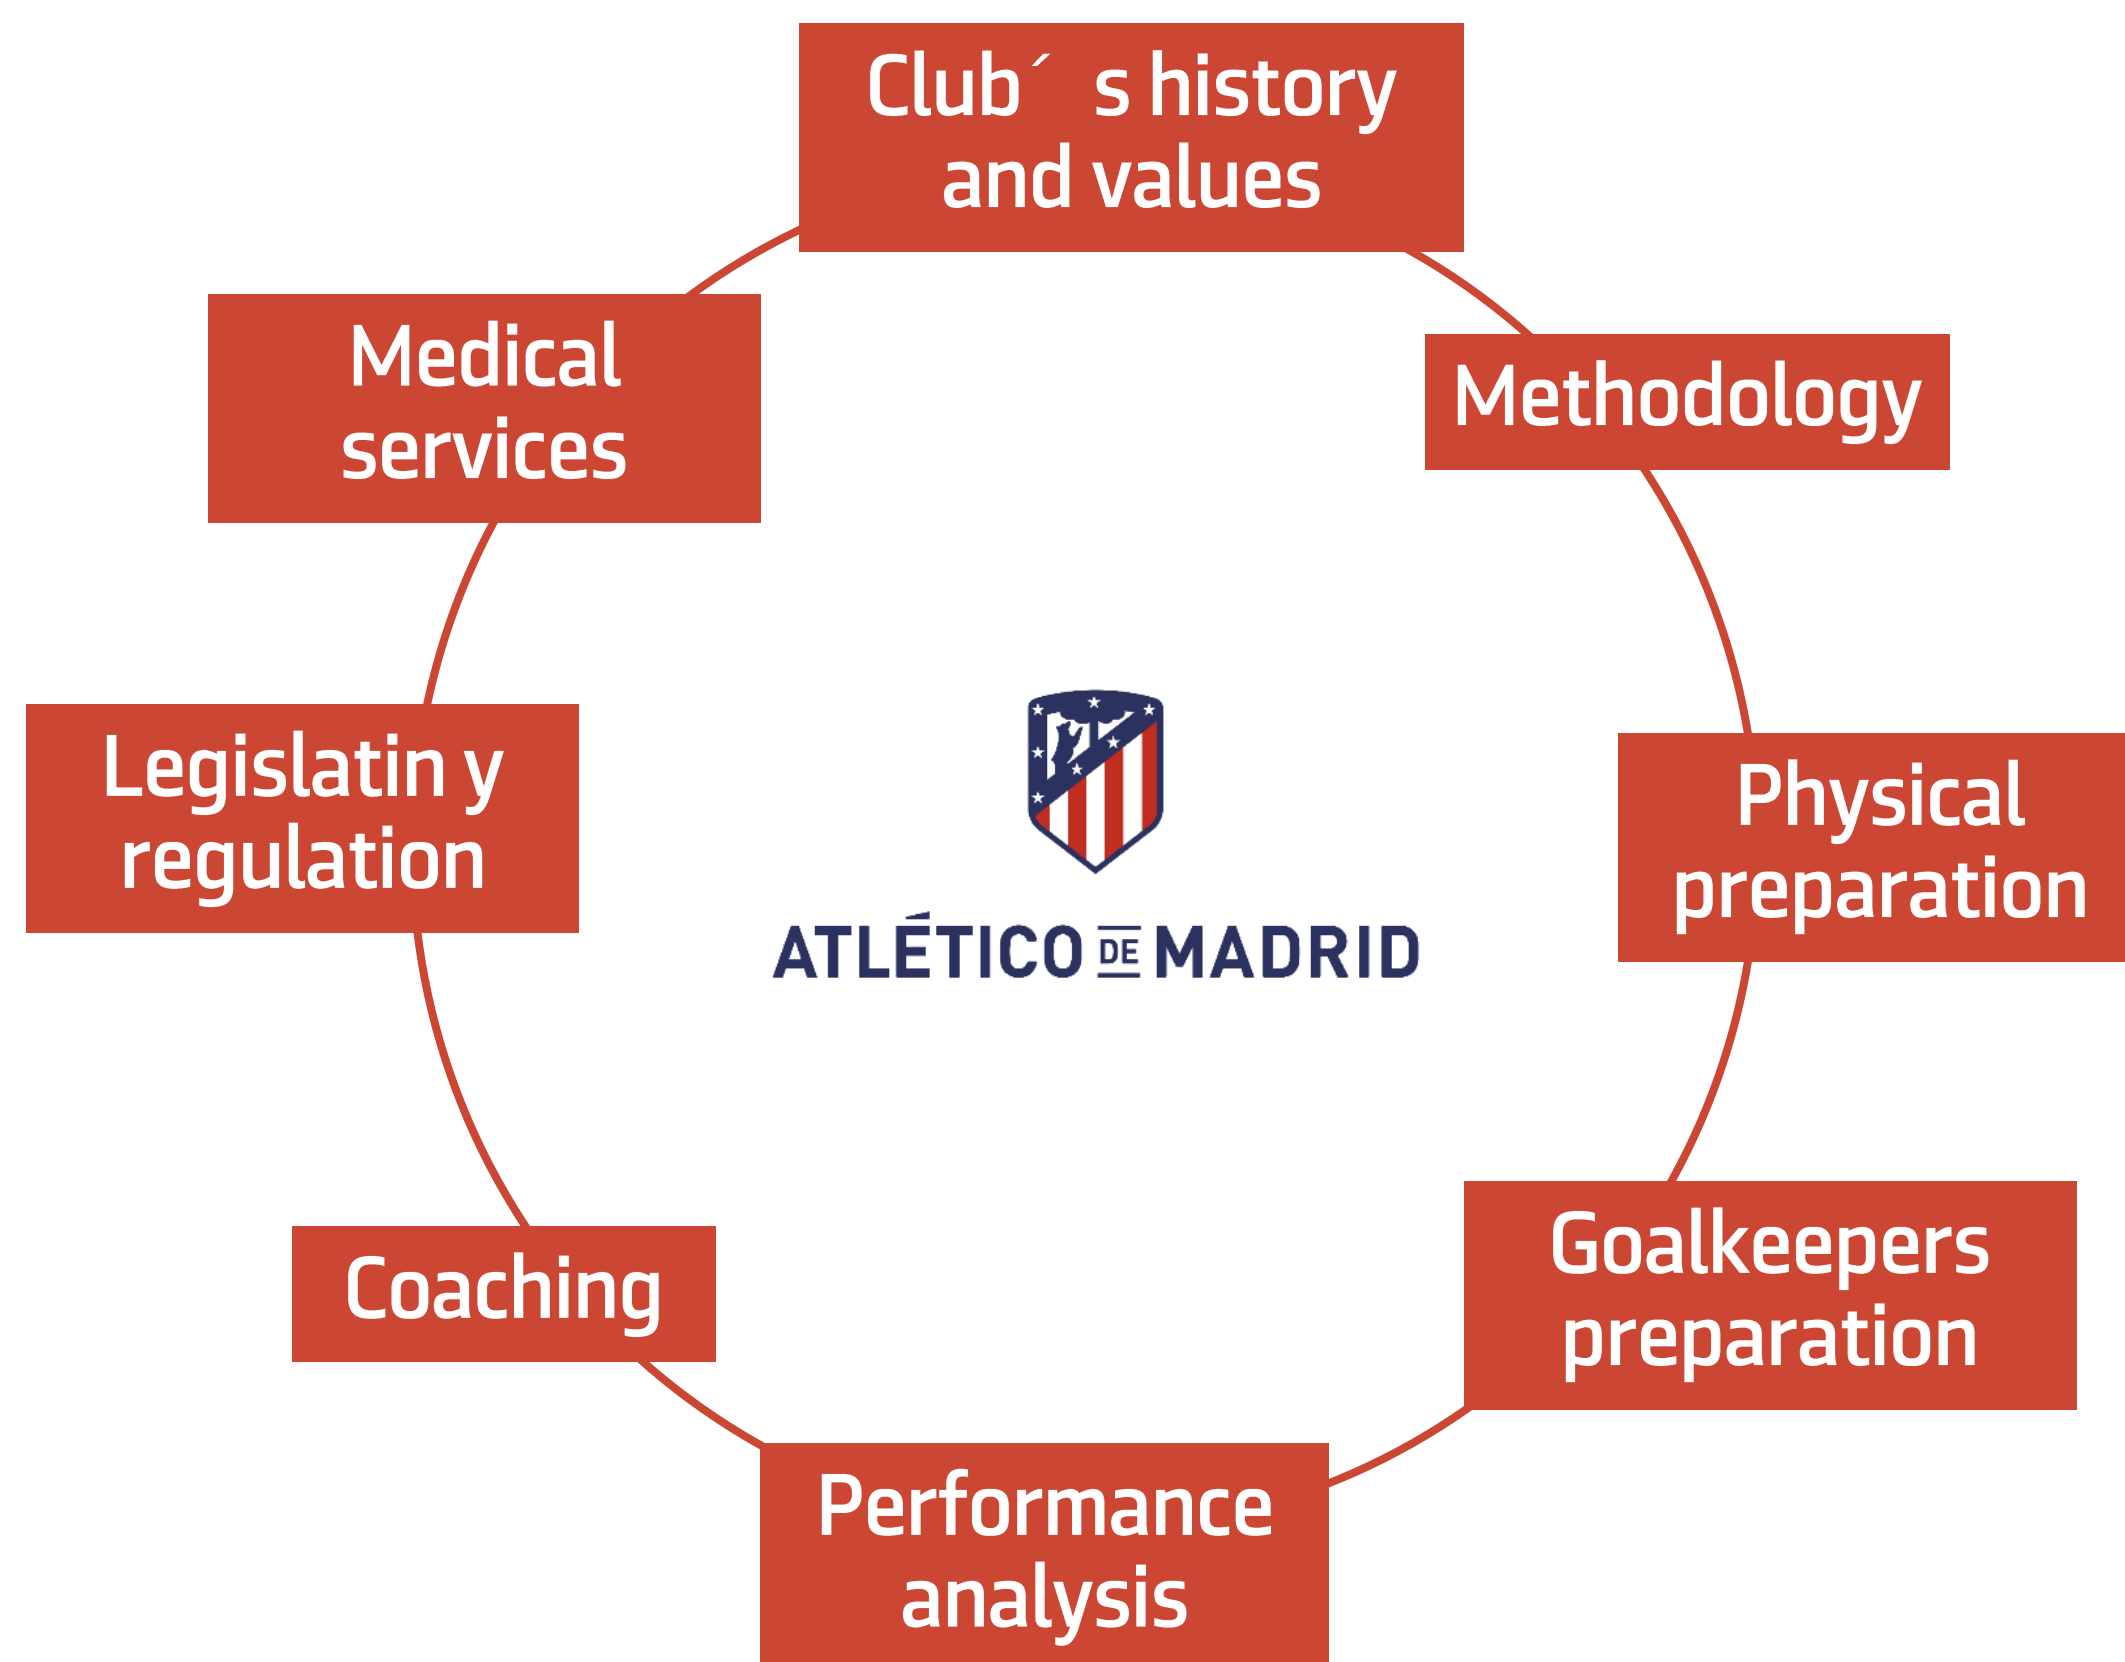 Club´ s history
and values
Methodology
Physical
preparation
Goalkeepers
preparation
Performance
analysis
Coaching
Legislatin y
regulation
Medical
services
ATLÉTICO DE MADRID